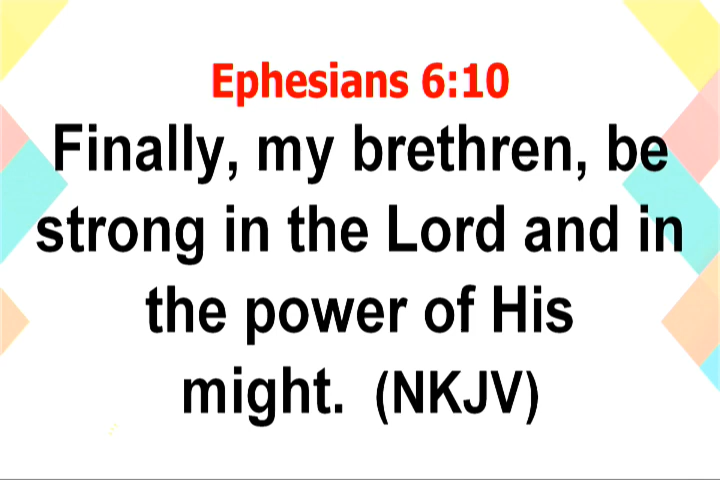 Ephesians 6:10
Finally, my brethren, be
strong in the Lord and in
the power of His
might. (NKJV)